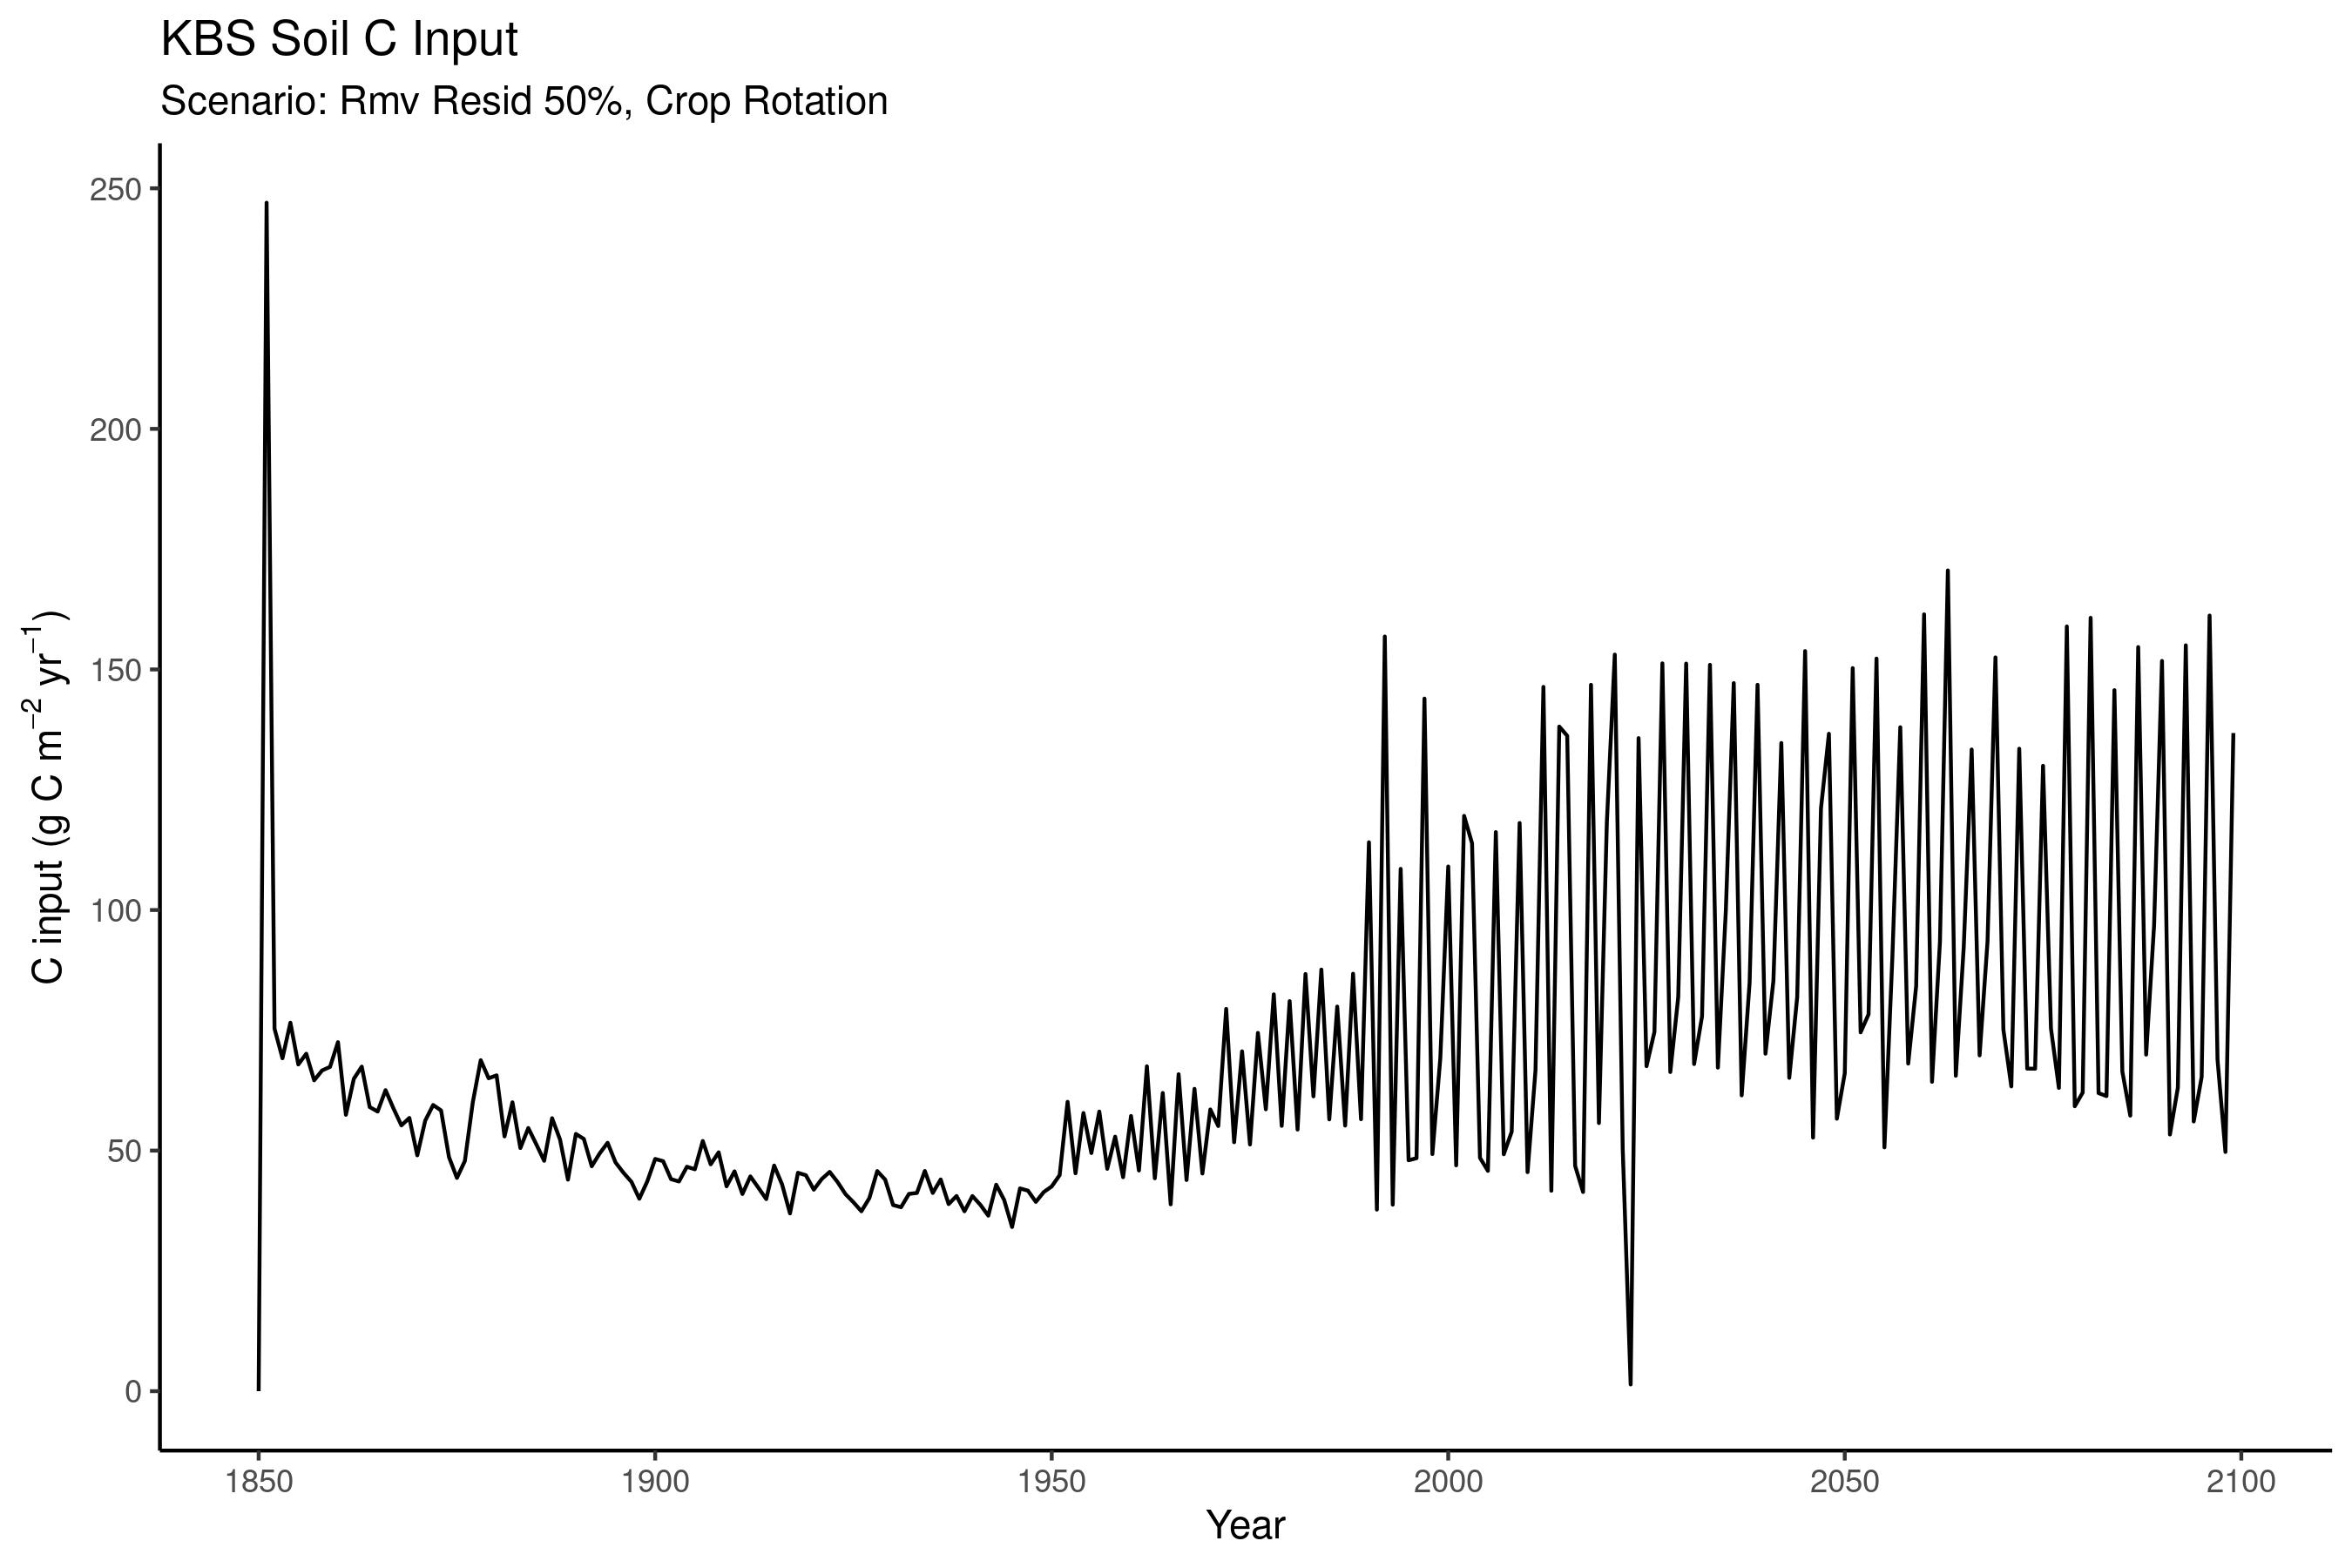 KBS Soil C Input
Scenario: Rmv Resid 50%, Crop Rotation
C input (g C m⁻² yr⁻¹)
250
200
150
100
50
0
1850 1900 1950 2000 2050 2100
Year